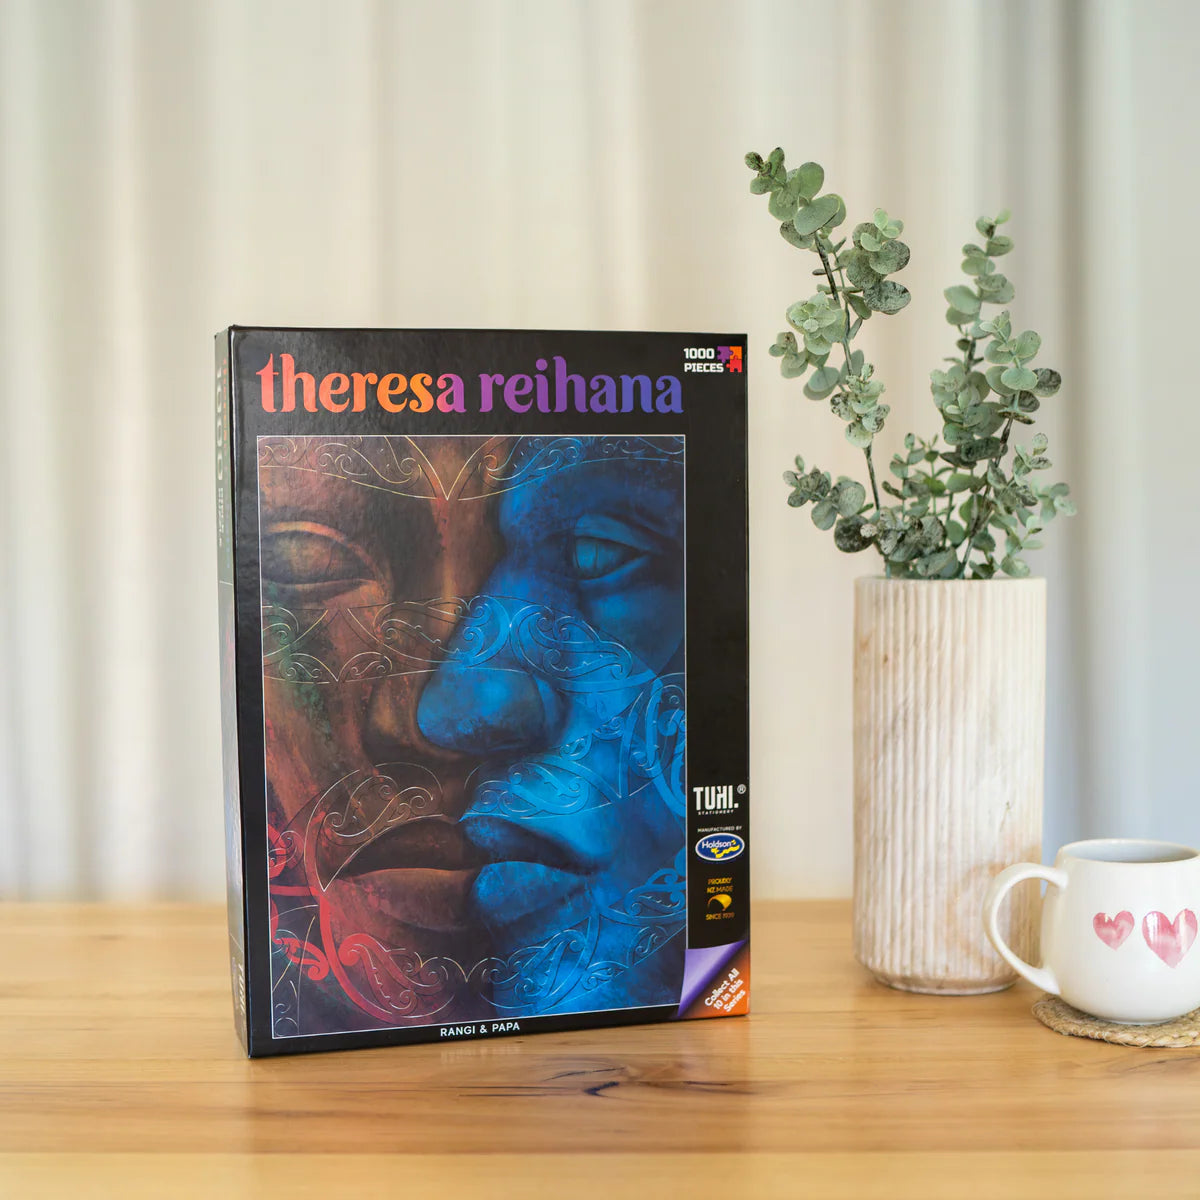 theresa reihana
1000
PIECES
TUHI.®
STATIONERY
MANUFACTURED BY
Holdson
PROUDLY
NZ MADE
SINCE 1939
Collect All
10 in this
Series
RANGI & PAPA